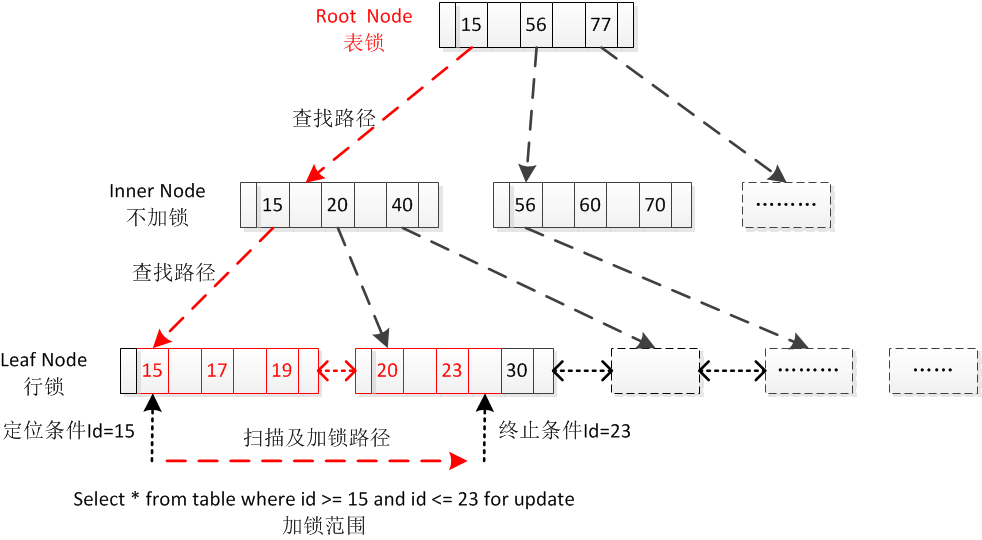 Root Node
表锁
15 56 77
查找路径
Inner Node
不加锁
15 20 40
56 60 70
………
查找路径
Leaf Node
行锁
15 17 19
20 23 30
……….
……
定位条件Id=15
扫描及加锁路径
终止条件Id=23
Select * from table where id >= 15 and id <= 23 for update
加锁范围